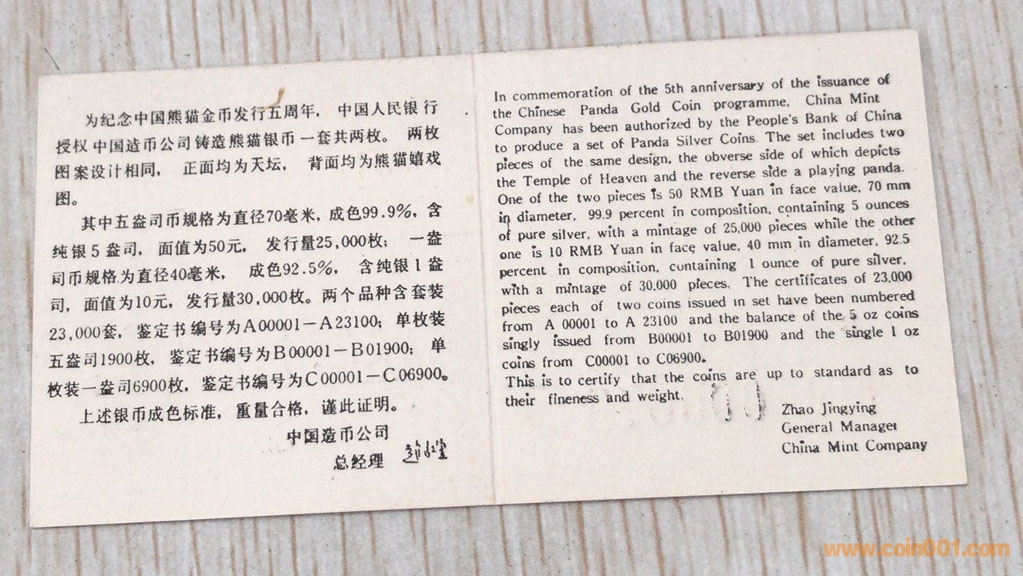 为纪念中国熊猫金币发行五周年，中国人民银行
授权中国造币公司铸造熊猫银币一套共两枚。两枚
图案设计相同，正面均为天坛，背面均为熊猫嬉戏
图。
其中五盎司币规格为直径70毫米，成色99.9%，含
纯银5盎司，面值为50元，发行量25,000枚；一盎
司币规格为直径40毫米，成色92.5%，含纯银1盎
司，面值为10元，发行量30,000枚。两个品种含套装
23,000套，鉴定书编号为A00001－A23100；单枚装
五盎司1900枚，鉴定书编号为B00001－B01900；单
枚装一盎司6900枚，鉴定书编号为C00001－C06900。
上述银币成色标准，重量合格，谨此证明。
中国造币公司
总经理
In commemoration of the 5th anniversary of the issuance of
the Chinese Panda Gold Coin programme, China Mint
Company has been authorized by the People's Bank of China
to produce a set of Panda Silver Coins. The set includes two
pieces of the same design, the obverse side of which depicts
the Temple of Heaven and the reverse side a playing panda.
One of the two pieces is 50 RMB Yuan in face value, 70 mm
in diameter, 99.9 percent in composition, containing 5 ounces
of pure silver, with a mintage of 25,000 pieces while the other
one is 10 RMB Yuan in face value, 40 mm in diameter, 92.5
percent in composition, containing 1 ounce of pure silver,
with a mintage of 30,000 pieces. The certificates of 23,000
pieces each of two coins issued in set have been numbered
from A 00001 to A 23100 and the balance of the 5 oz coins
singly issued from B00001 to B01900 and the single 1 oz
coins from C00001 to C06900.
This is to certify that the coins are up to standard as to
their fineness and weight.
Zhao Jingying
General Manager
China Mint Company
www.coin001.com